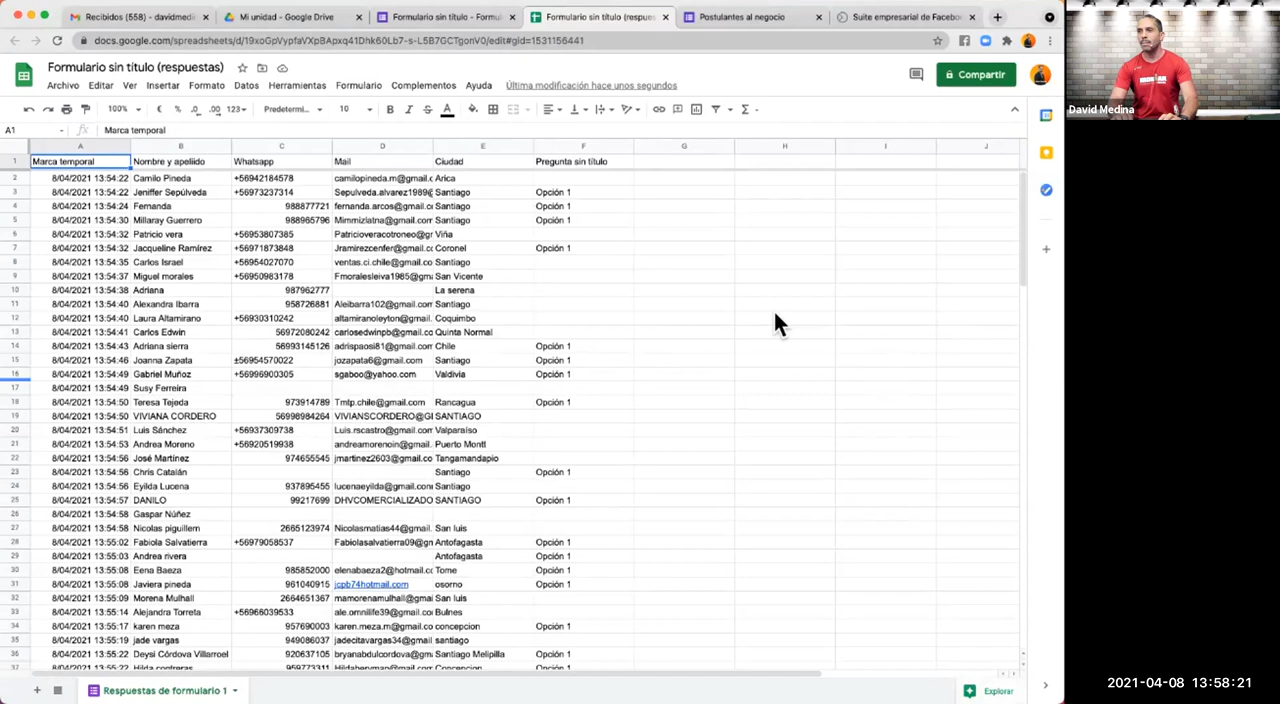 Recibidos (558) - davidmedi
Mi unidad - Google Drive
Formulario sin título - Formul
Formulario sin título (respues
Postulantes al negocio
Suite empresarial de Facebo
docs.google.com/spreadsheets/d/19xoGpVypfaVXp8Apxq41Dhk60Lb7-s-L5B7GCTgonV0/edit#gid=1531156441
Formulario sin título (respuestas)
Compartir
Archivo Editar Ver Insertar Formato Datos Herramientas Formulario Complementos Ayuda Última modificación hace unos segundos
100% € % .0 .00 123 Predetermi... 10
A1 fx Marca temporal
A B C D E F G H I J
1 Marca temporal Nombre y apeliido Whatsapp Mail Ciudad Pregunta sin título
2 8/04/2021 13:54:22 Camilo Pineda +56942184578 camilopineda.m@gmail.c Arica
3 8/04/2021 13:54:22 Jeniffer Sepúlveda +56973237314 Sepulveda.alvarez1989@ Santiago Opción 1
4 8/04/2021 13:54:24 Fernanda 988877721 fernanda.arcos@gmail.c Santiago Opción 1
5 8/04/2021 13:54:30 Millaray Guerrero 988965796 Mimmizlatna@gmail.com Santiago Opción 1
6 8/04/2021 13:54:32 Patricio vera +56953807385 Patricioveracotroneo@gr Viña
7 8/04/2021 13:54:32 Jacqueline Ramírez +56971873848 Jramirezcenfer@gmail.cc Coronel Opción 1
8 8/04/2021 13:54:35 Carlos Israel +56954027070 ventas.ci.chile@gmail.co Santiago
9 8/04/2021 13:54:37 Miguel morales +56950983178 Fmoralesleiva1985@gma San Vicente
10 8/04/2021 13:54:38 Adriana 987962777 La serena
11 8/04/2021 13:54:40 Alexandra Ibarra 958726881 Aleibarra102@gmail.com Santiago
12 8/04/2021 13:54:40 Laura Altamirano +56930310242 altamiranoleyton@gmail. Coquimbo
13 8/04/2021 13:54:41 Carlos Edwin 56972080242 carlosedwinpb@gmail.co Quinta Normal
14 8/04/2021 13:54:43 Adriana sierra 56993145126 adrispaosi81@gmail.com Chile Opción 1
15 8/04/2021 13:54:46 Joanna Zapata ±56954570022 jozapata6@gmail.com Santiago Opción 1
16 8/04/2021 13:54:49 Gabriel Muñoz +56996900305 sgaboo@yahoo.com Valdivia Opción 1
17 8/04/2021 13:54:49 Susy Ferreira
18 8/04/2021 13:54:50 Teresa Tejeda 973914789 Tmtp.chile@gmail.com Rancagua Opción 1
19 8/04/2021 13:54:50 VIVIANA CORDERO 56998984264 VIVIANSCORDERO@GI SANTIAGO
20 8/04/2021 13:54:51 Luis Sánchez +56937309738 Luis.rscastro@gmail.com Valparaíso
21 8/04/2021 13:54:53 Andrea Moreno +56920519938 andreamorenoin@gmail. Puerto Montt
22 8/04/2021 13:54:56 José Martínez 974655545 jmartinez2603@gmail.co Tangamandapio
23 8/04/2021 13:54:56 Chris Catalán Santiago Opción 1
24 8/04/2021 13:54:56 Eyilda Lucena 937895455 lucenaeyilda@gmail.com Santiago
25 8/04/2021 13:54:57 DANILO 99217699 DHVCOMERCIALIZADO SANTIAGO Opción 1
26 8/04/2021 13:54:58 Gaspar Núñez
27 8/04/2021 13:54:58 Nicolas piguillem 2665123974 Nicolasmatias44@gmail. San luis
28 8/04/2021 13:55:02 Fabiola Salvatierra +56979058537 Fabiolasalvatierra09@gn Antofagasta Opción 1
29 8/04/2021 13:55:03 Andrea rivera Antofagasta Opción 1
30 8/04/2021 13:55:08 Eena Baeza 985852000 elenabaeza2@hotmail.cc Tome Opción 1
31 8/04/2021 13:55:08 Javiera pineda 961040915 jcpb74hotmail.com osorno Opción 1
32 8/04/2021 13:55:09 Morena Mulhall 2664651367 mamorenamulhall@gmai San luis
33 8/04/2021 13:55:14 Alejandra Torreta +56966039533 ale.omnilife39@gmail.co Bulnes
34 8/04/2021 13:55:17 karen meza 957690003 karen.meza.m@gmail.co concepcion Opción 1
35 8/04/2021 13:55:19 jade vargas 949086037 jadecitavargas34@gmail santiago
36 8/04/2021 13:55:22 Deysi Córdova Villarroel 920637105 bryanabdulcordova@gm Santiago Melipilla Opción 1
37 8/04/2021 13:55:22 Hilda contreras 959773311 Concepcion Opción 1
Respuestas de formulario 1
Explorar
David Medina
2021-04-08 13:58:21